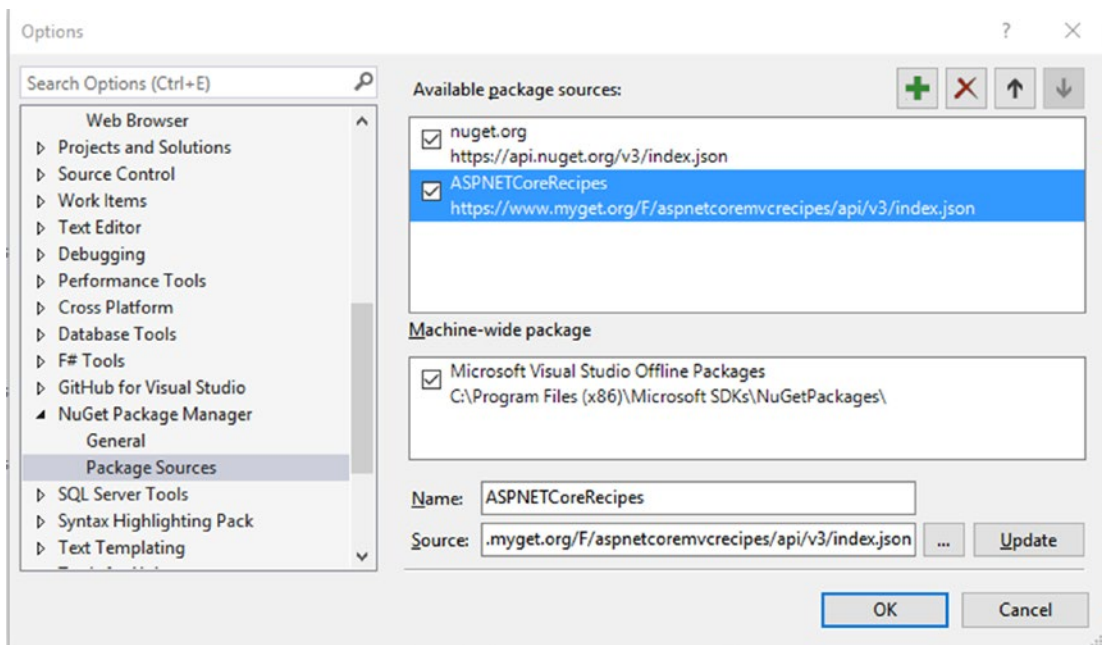 Options
?
Search Options (Ctrl+E)
Web Browser
Projects and Solutions
Source Control
Work Items
Text Editor
Debugging
Performance Tools
Cross Platform
Database Tools
F# Tools
GitHub for Visual Studio
NuGet Package Manager
General
Package Sources
SQL Server Tools
Syntax Highlighting Pack
Text Templating
Available package sources:
nuget.org
https://api.nuget.org/v3/index.json
ASPNETCoreRecipes
https://www.myget.org/F/aspnetcoremvcrecipes/api/v3/index.json
Machine-wide package
Microsoft Visual Studio Offline Packages
C:\Program Files (x86)\Microsoft SDKs\NuGetPackages\
Name: ASPNETCoreRecipes
Source: .myget.org/F/aspnetcoremvcrecipes/api/v3/index.json ... Update
OK Cancel